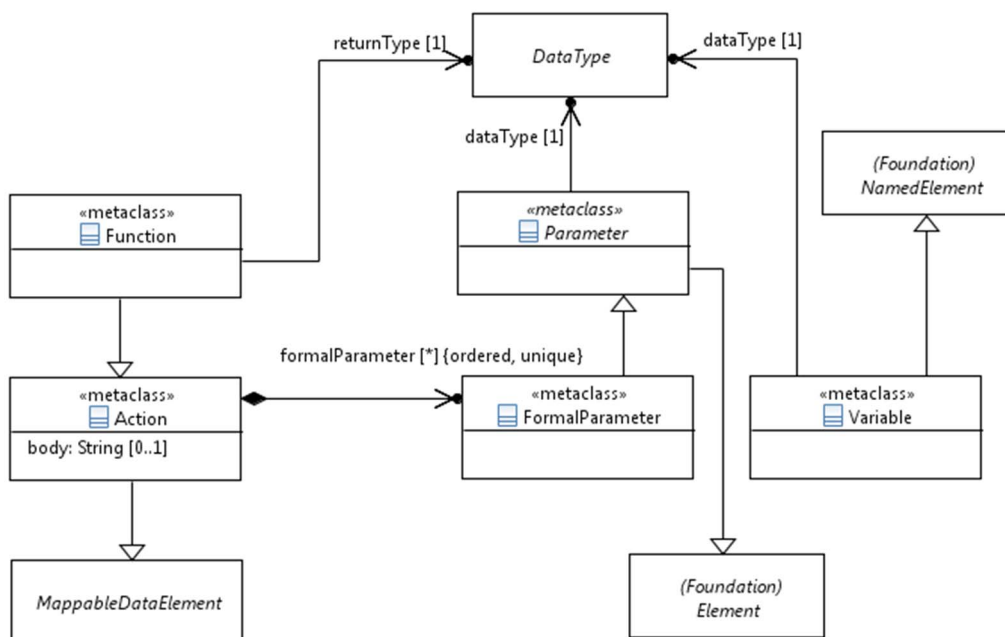 returnType [1]
DataType
dataType [1]
dataType [1]
(Foundation)
NamedElement
«metaclass»
Function
«metaclass»
Parameter
formalParameter [*] {ordered, unique}
«metaclass»
Action
body: String [0..1]
«metaclass»
FormalParameter
«metaclass»
Variable
MappableDataElement
(Foundation)
Element